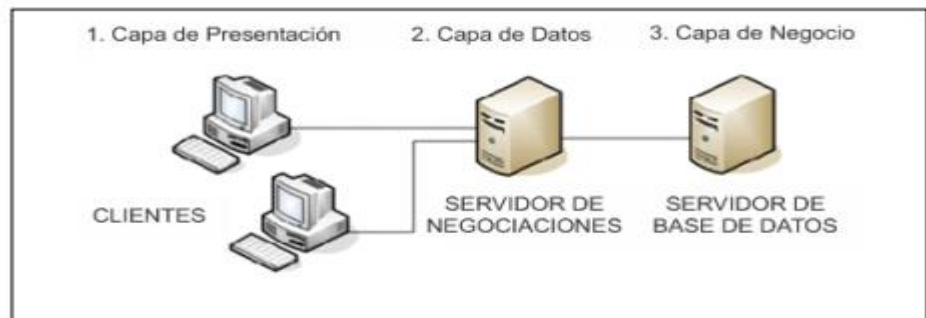 1. Capa de Presentación
2. Capa de Datos
3. Capa de Negocio
CLIENTES
SERVIDOR DE
NEGOCIACIONES
SERVIDOR DE
BASE DE DATOS